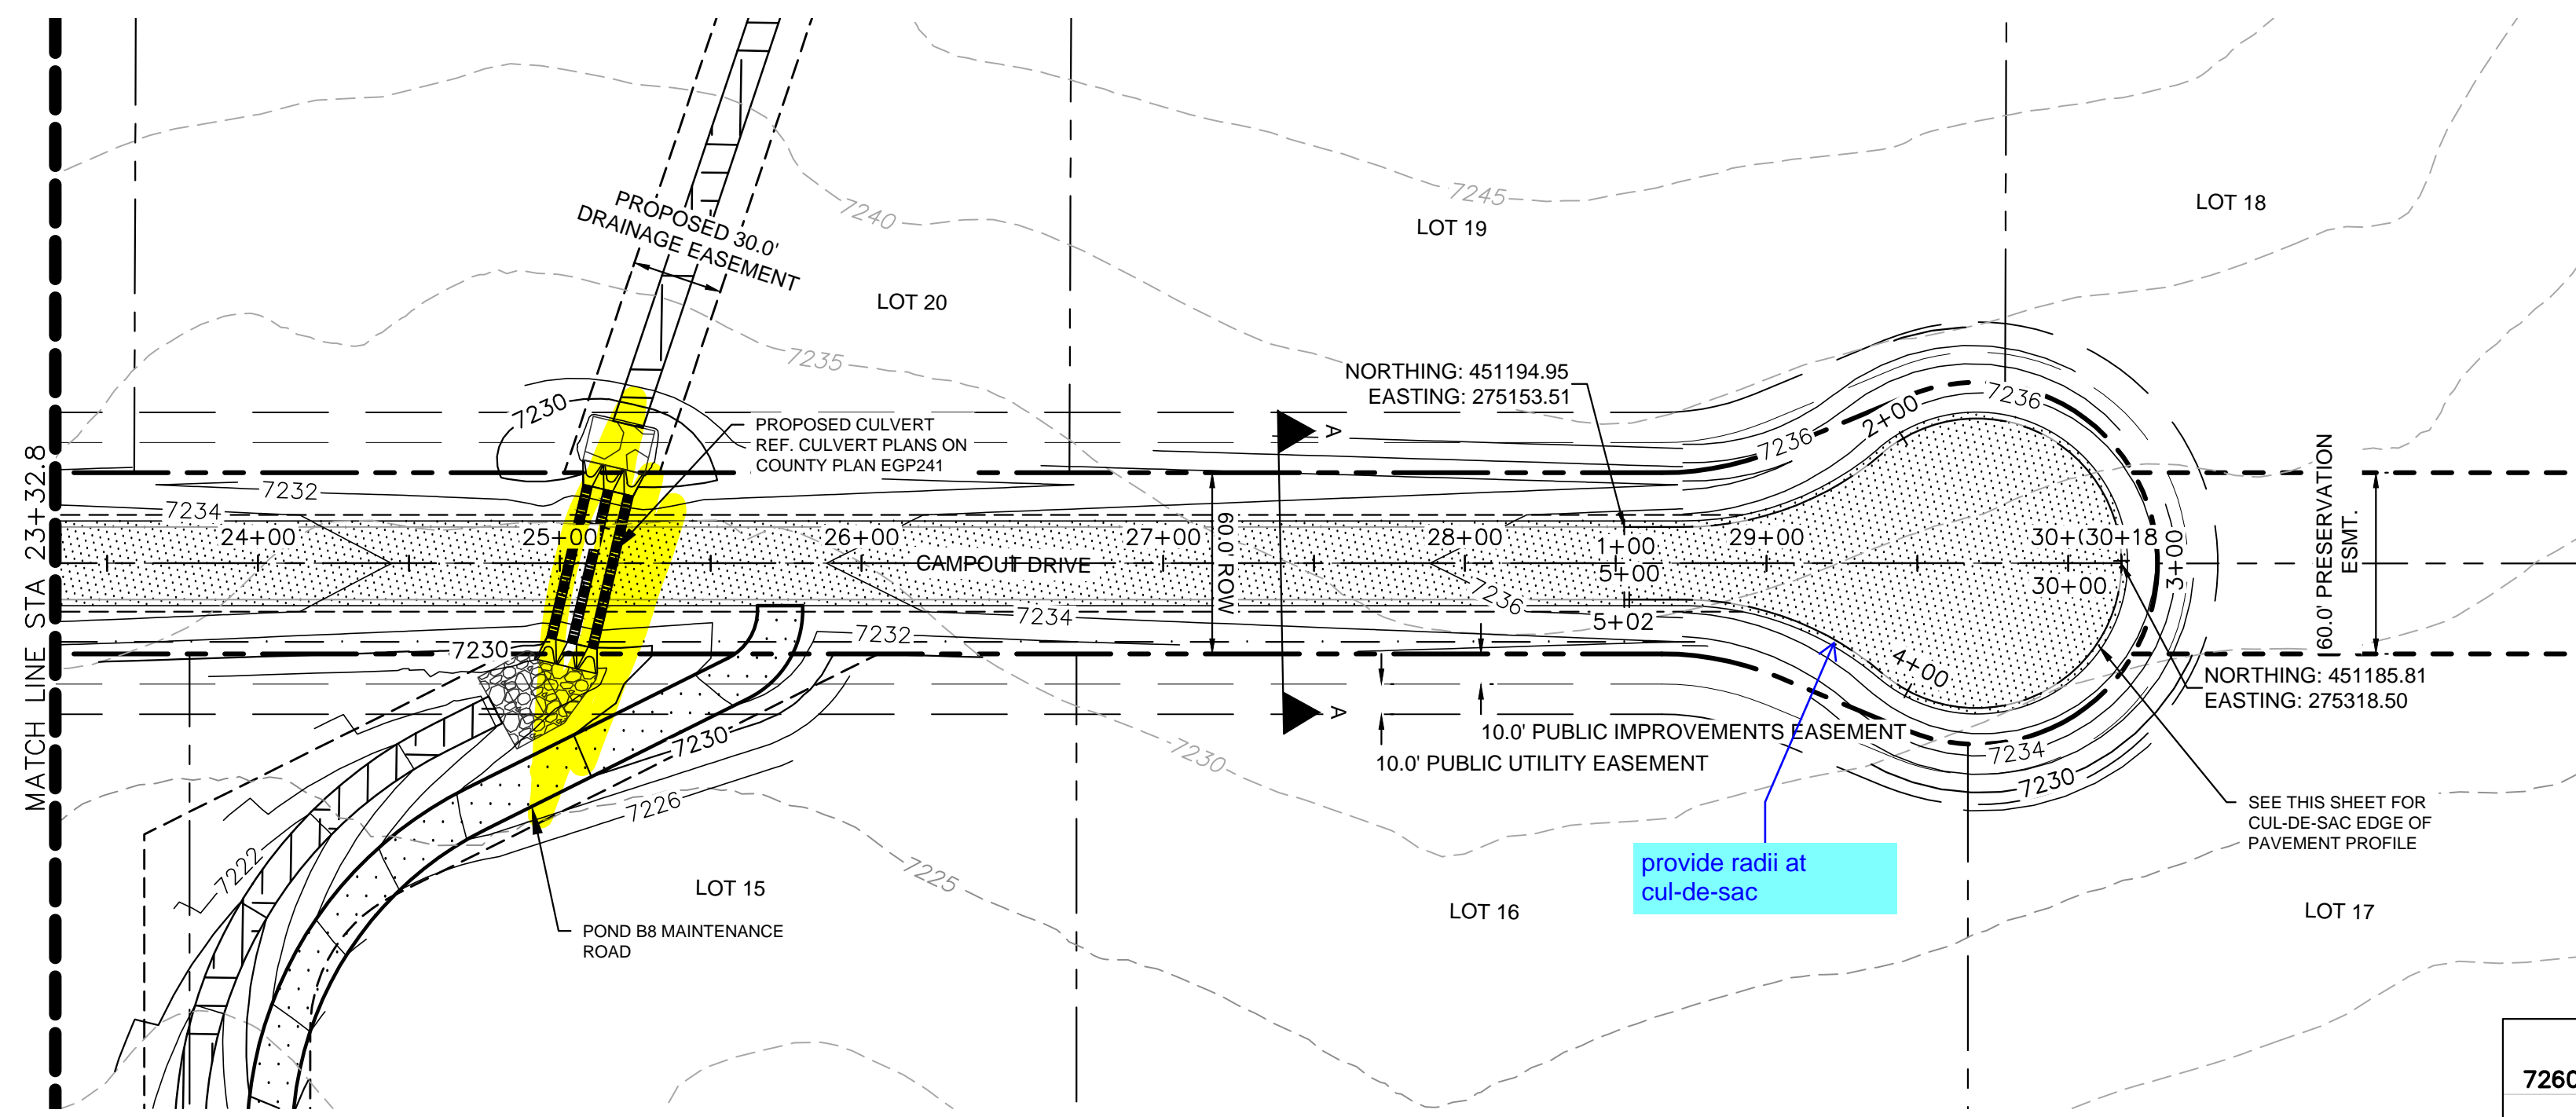 7245
LOT 18
LOT 19
7240
PROPOSED 30.0'
DRAINAGE EASEMENT
LOT 20
7235
NORTHING: 451194.95
EASTING: 275153.51
7230
PROPOSED CULVERT
REF. CULVERT PLANS ON
COUNTY PLAN EGP241
A
7236
2+00
7236
MATCH LINE STA 23+32.8
7232
7234
24+00
25+00
26+00
CAMPOUT DRIVE
27+00
60.0' ROW
28+00
1+00
5+00
5+02
29+00
30+(30+18
30+00
3+00
60.0' PRESERVATION
ESMT.
7236
7234
7232
7230
4+00
NORTHING: 451185.81
EASTING: 275318.50
A
10.0' PUBLIC IMPROVEMENTS EASEMENT
10.0' PUBLIC UTILITY EASEMENT
7230
7230
7234
7230
7226
SEE THIS SHEET FOR
CUL-DE-SAC EDGE OF
PAVEMENT PROFILE
provide radii at
cul-de-sac
7222
7225
LOT 15
LOT 16
LOT 17
POND B8 MAINTENANCE
ROAD
7260